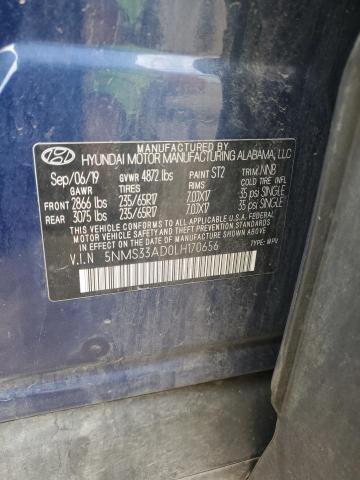 MANUFACTURED BY
HYUNDAI MOTOR MANUFACTURING ALABAMA, LLC
Sep/06/19 GVWR 4872 lbs PAINT ST2 TRIM: NNB
GAWR TIRES RIMS COLD TIRE INFL
FRONT 2866 lbs 235/65R17 7.0JX17 35 psi SINGLE
REAR 3075 lbs 235/65R17 7.0JX17 35 psi SINGLE
THIS VEHICLE CONFORMS TO ALL APPLICABLE U.S. FEDERAL MOTOR VEHICLE
SAFETY STANDARDS IN EFFECT ON THE DATE OF MANUFACTURE SHOWN ABOVE.
V.I.N 5NMS33AD0LH170656 TYPE: MPV